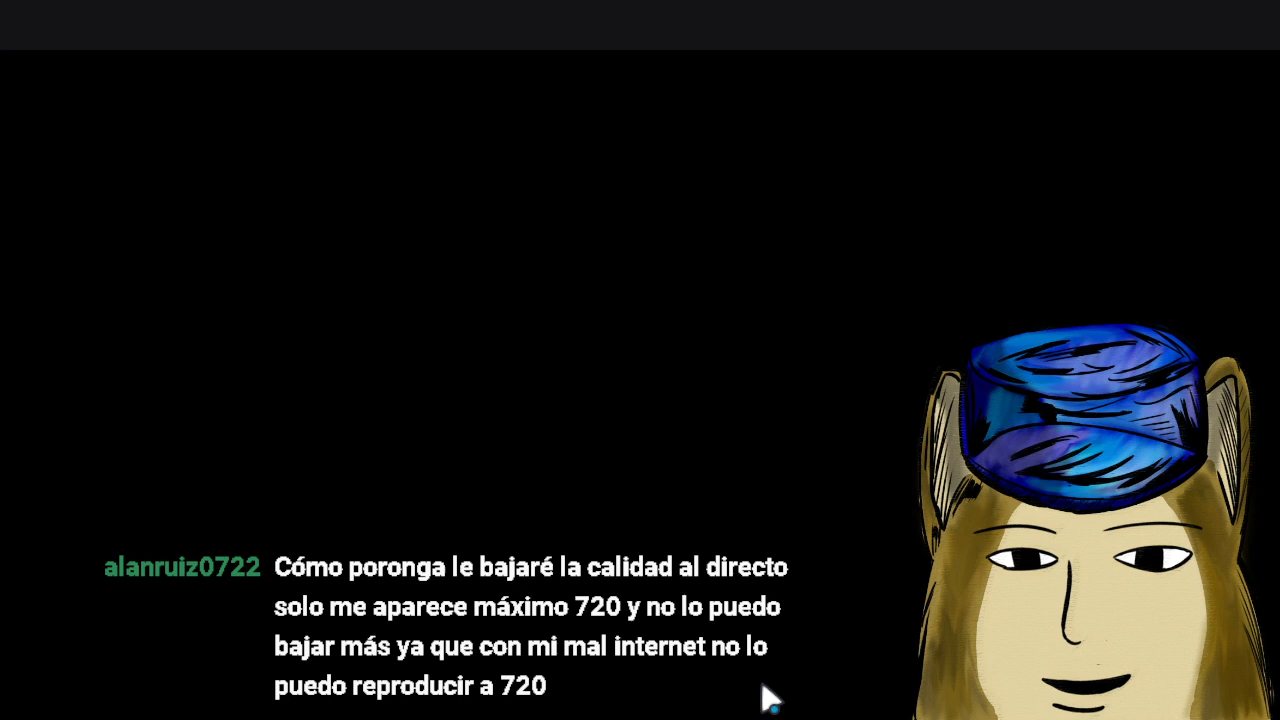 alanruiz0722 Cómo poronga le bajaré la calidad al directo
solo me aparece máximo 720 y no lo puedo
bajar más ya que con mi mal internet no lo
puedo reproducir a 720